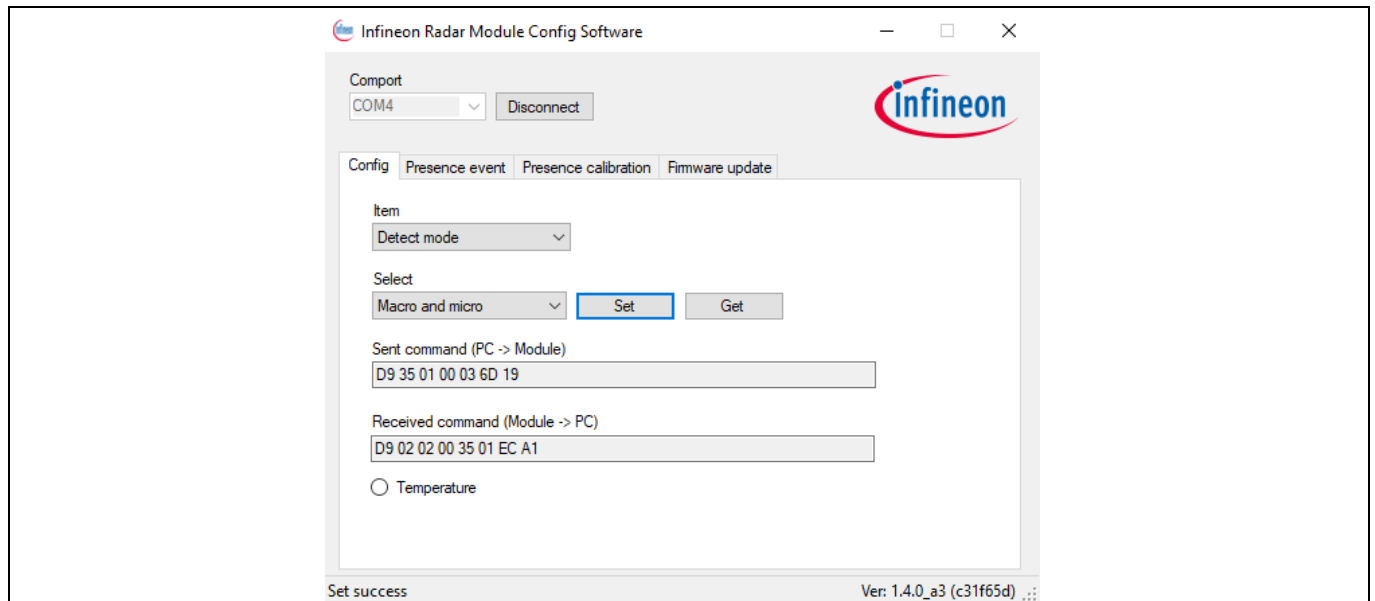 Infineon Radar Module Config Software
Comport
COM4
Disconnect
infineon
Config Presence event Presence calibration Firmware update
Item
Detect mode
Select
Macro and micro
Set
Get
Sent command (PC -> Module)
D9 35 01 00 03 6D 19
Received command (Module -> PC)
D9 02 02 00 35 01 EC A1
Temperature
Set success
Ver: 1.4.0_a3 (c31f65d)